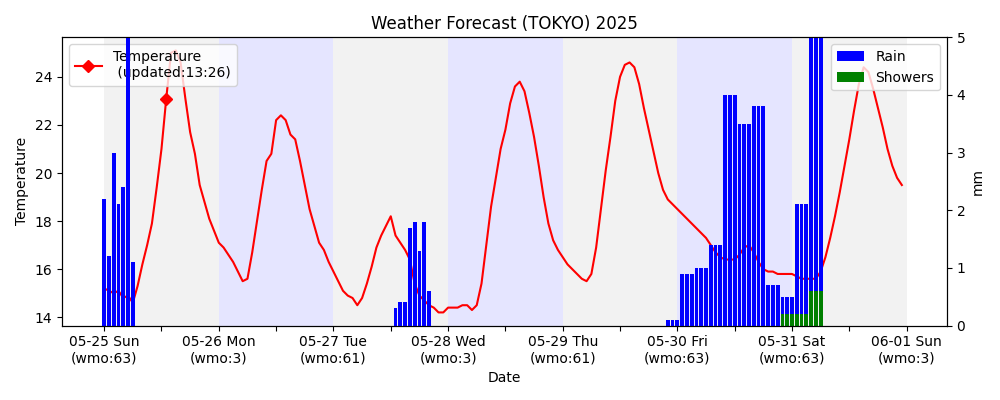 Weather Forecast (TOKYO) 2025
Temperature
(updated:13:26)
Rain
Showers
Temperature
24
22
20
18
16
14
5
4
3
2
1
0
mm
05-25 Sun
(wmo:63)
05-26 Mon
(wmo:3)
05-27 Tue
(wmo:61)
05-28 Wed
(wmo:3)
05-29 Thu
(wmo:61)
05-30 Fri
(wmo:63)
05-31 Sat
(wmo:63)
06-01 Sun
(wmo:3)
Date